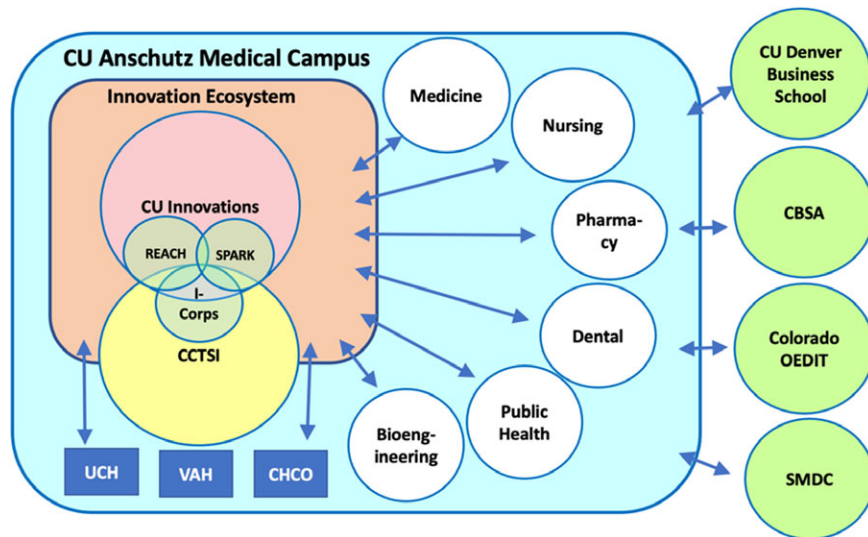 CU Anschutz Medical Campus
Innovation Ecosystem
CU Innovations
REACH
SPARK
I-
Corps
CCTSI
UCH
VAH
CHCO
Medicine
Nursing
Pharma-
cy
Dental
Public
Health
Bioeng-
ineering
CU Denver
Business
School
CBSA
Colorado
OEDIT
SMDC